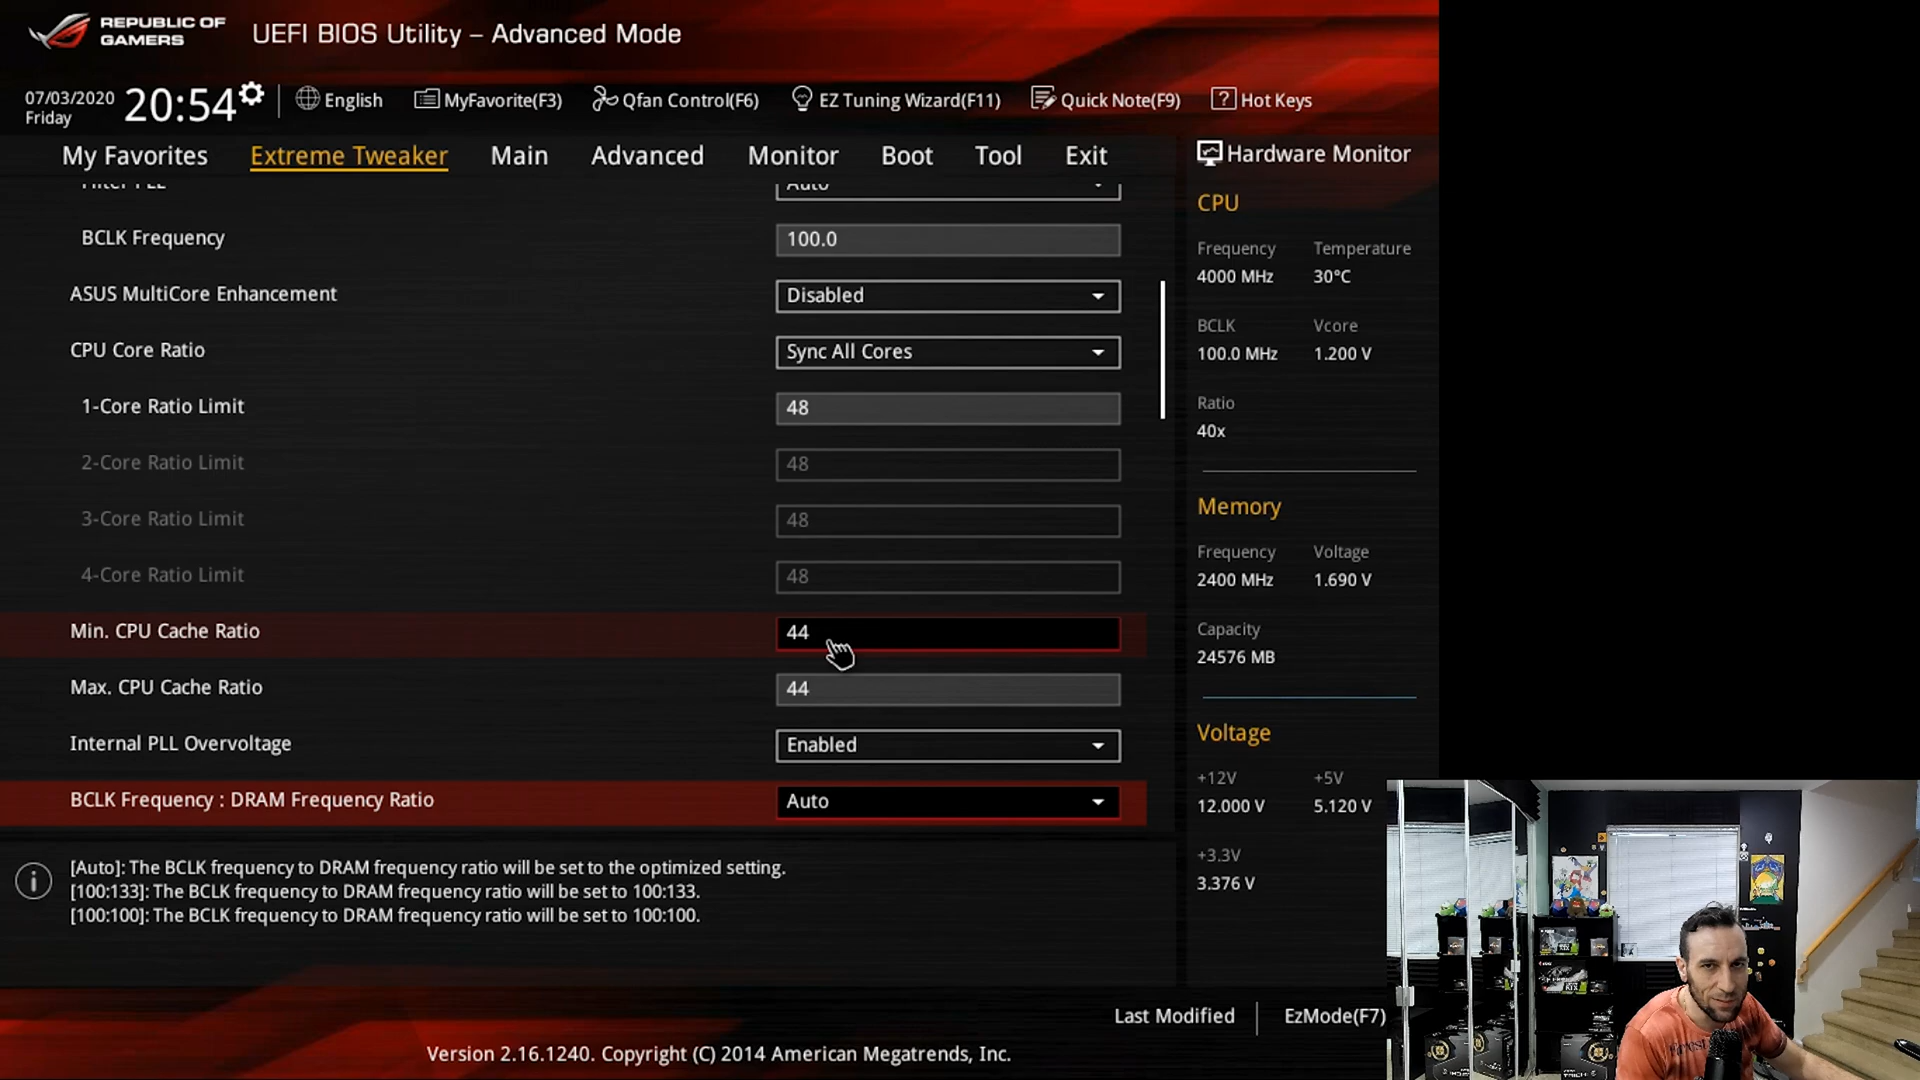 REPUBLIC OF
GAMERS
UEFI BIOS Utility – Advanced Mode
07/03/2020
Friday
20:54
English
MyFavorite(F3)
Qfan Control(F6)
EZ Tuning Wizard(F11)
Quick Note(F9)
? Hot Keys
My Favorites
Extreme Tweaker
Main
Advanced
Monitor
Boot
Tool
Exit
Filter PLL
Auto
BCLK Frequency
100.0
ASUS MultiCore Enhancement
Disabled
CPU Core Ratio
Sync All Cores
1-Core Ratio Limit
48
2-Core Ratio Limit
48
3-Core Ratio Limit
48
4-Core Ratio Limit
48
Min. CPU Cache Ratio
44
Max. CPU Cache Ratio
44
Internal PLL Overvoltage
Enabled
BCLK Frequency : DRAM Frequency Ratio
Auto
[Auto]: The BCLK frequency to DRAM frequency ratio will be set to the optimized setting.
[100:133]: The BCLK frequency to DRAM frequency ratio will be set to 100:133.
[100:100]: The BCLK frequency to DRAM frequency ratio will be set to 100:100.
Hardware Monitor
CPU
Frequency Temperature
4000 MHz 30°C
BCLK Vcore
100.0 MHz 1.200 V
Ratio
40x
Memory
Frequency Voltage
2400 MHz 1.690 V
Capacity
24576 MB
Voltage
+12V +5V
12.000 V 5.120 V
+3.3V
3.376 V
Last Modified
EzMode(F7)
Version 2.16.1240. Copyright (C) 2014 American Megatrends, Inc.